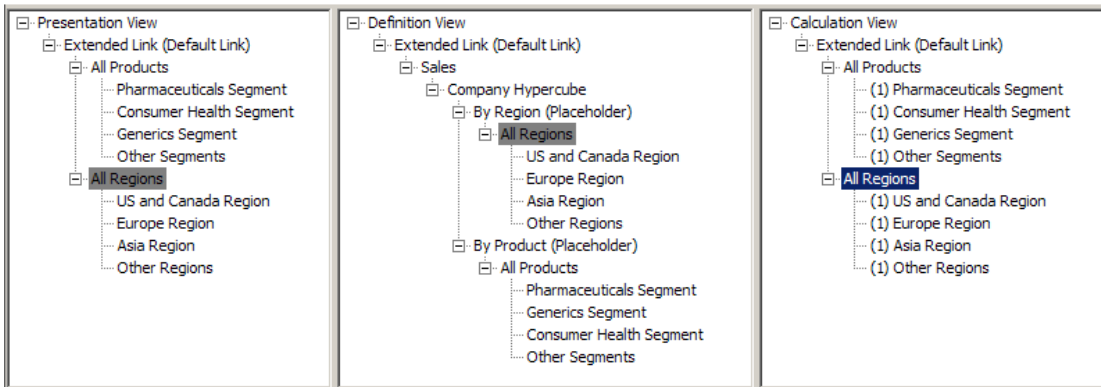 Presentation View
Extended Link (Default Link)
All Products
Pharmaceuticals Segment
Consumer Health Segment
Generics Segment
Other Segments
All Regions
US and Canada Region
Europe Region
Asia Region
Other Regions
Definition View
Extended Link (Default Link)
Sales
Company Hypercube
By Region (Placeholder)
All Regions
US and Canada Region
Europe Region
Asia Region
Other Regions
By Product (Placeholder)
All Products
Pharmaceuticals Segment
Generics Segment
Consumer Health Segment
Other Segments
Calculation View
Extended Link (Default Link)
All Products
(1) Pharmaceuticals Segment
(1) Consumer Health Segment
(1) Generics Segment
(1) Other Segments
All Regions
(1) US and Canada Region
(1) Europe Region
(1) Asia Region
(1) Other Regions